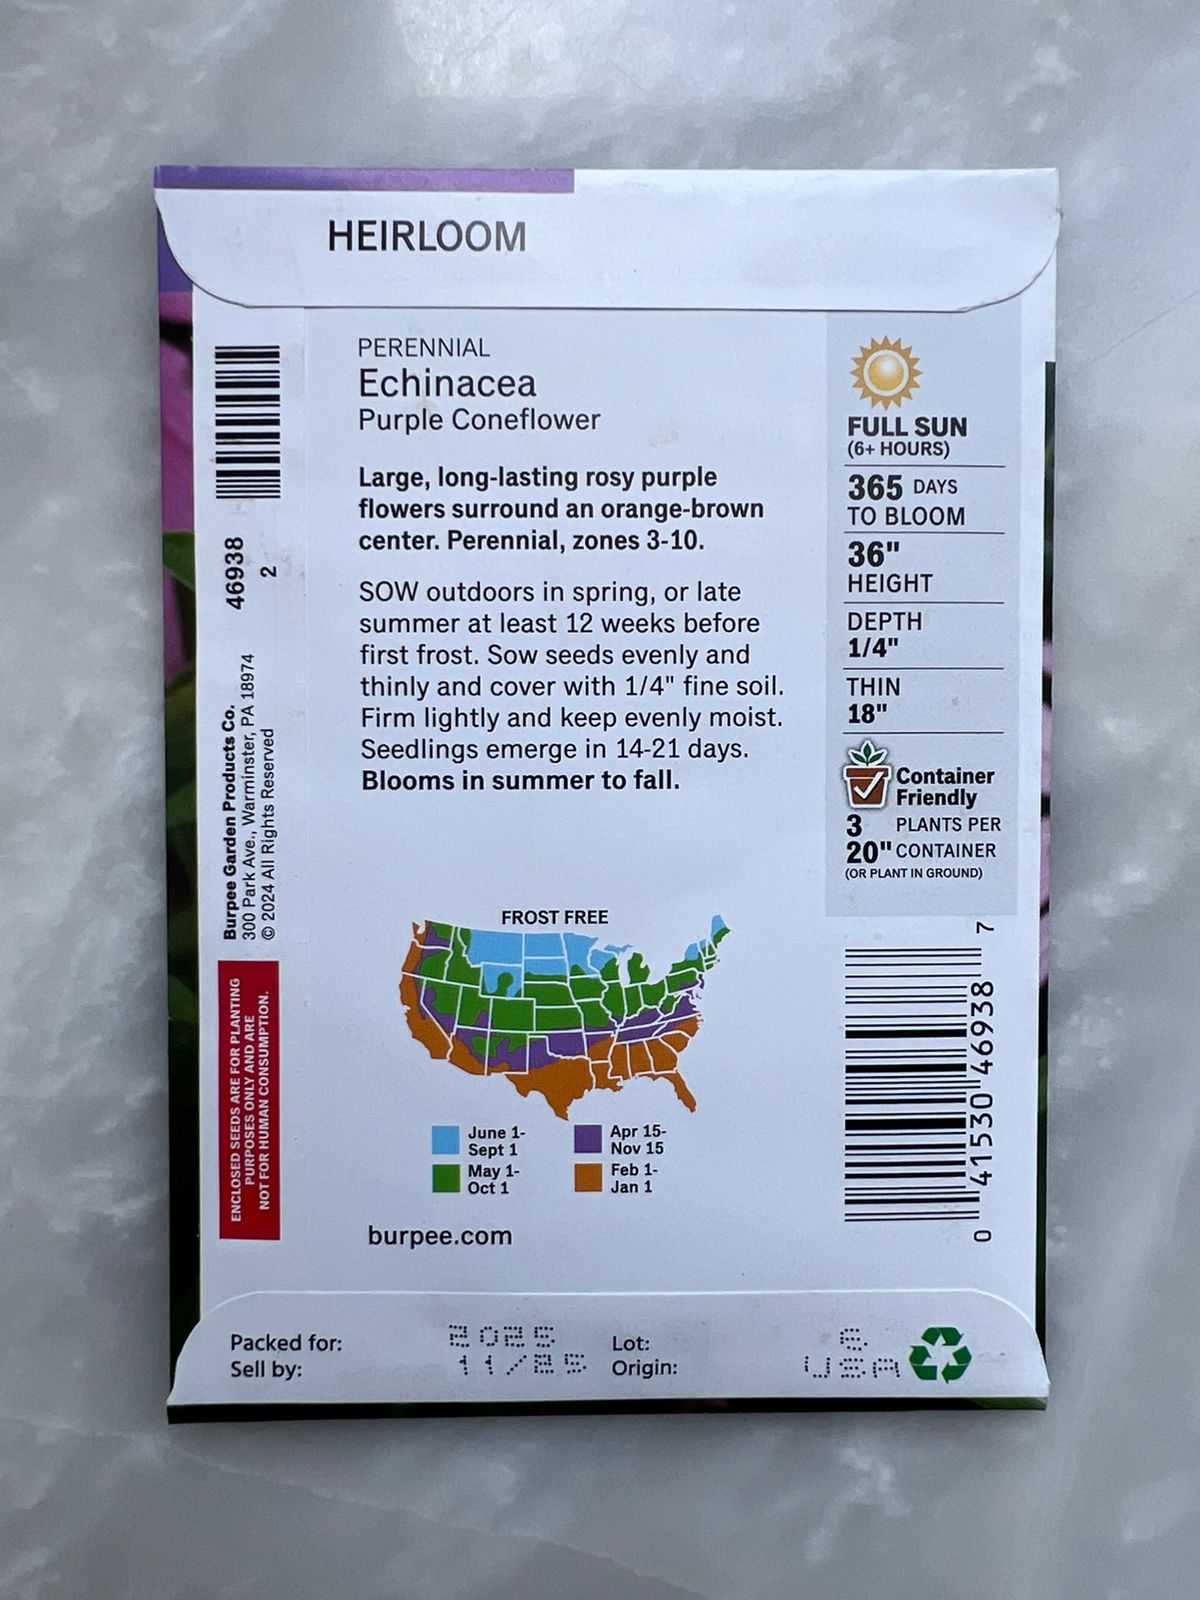 HEIRLOOM
PERENNIAL
Echinacea
Purple Coneflower
Large, long-lasting rosy purple
flowers surround an orange-brown
center. Perennial, zones 3-10.
SOW outdoors in spring, or late
summer at least 12 weeks before
first frost. Sow seeds evenly and
thinly and cover with 1/4" fine soil.
Firm lightly and keep evenly moist.
Seedlings emerge in 14-21 days.
Blooms in summer to fall.
FULL SUN
(6+ HOURS)
365 DAYS
TO BLOOM
36"
HEIGHT
DEPTH
1/4"
THIN
18"
Container
Friendly
3 PLANTS PER
20" CONTAINER
(OR PLANT IN GROUND)
46938
2
Burpee Garden Products Co.
300 Park Ave., Warminster, PA 18974
© 2024 All Rights Reserved
ENCLOSED SEEDS ARE FOR PLANTING
PURPOSES ONLY AND ARE
NOT FOR HUMAN CONSUMPTION.
FROST FREE
June 1-
Sept 1
Apr 15-
Nov 15
May 1-
Oct 1
Feb 1-
Jan 1
burpee.com
0 41530 46938 7
Packed for: 2025 Lot: 6
Sell by: 11/25 Origin: USA